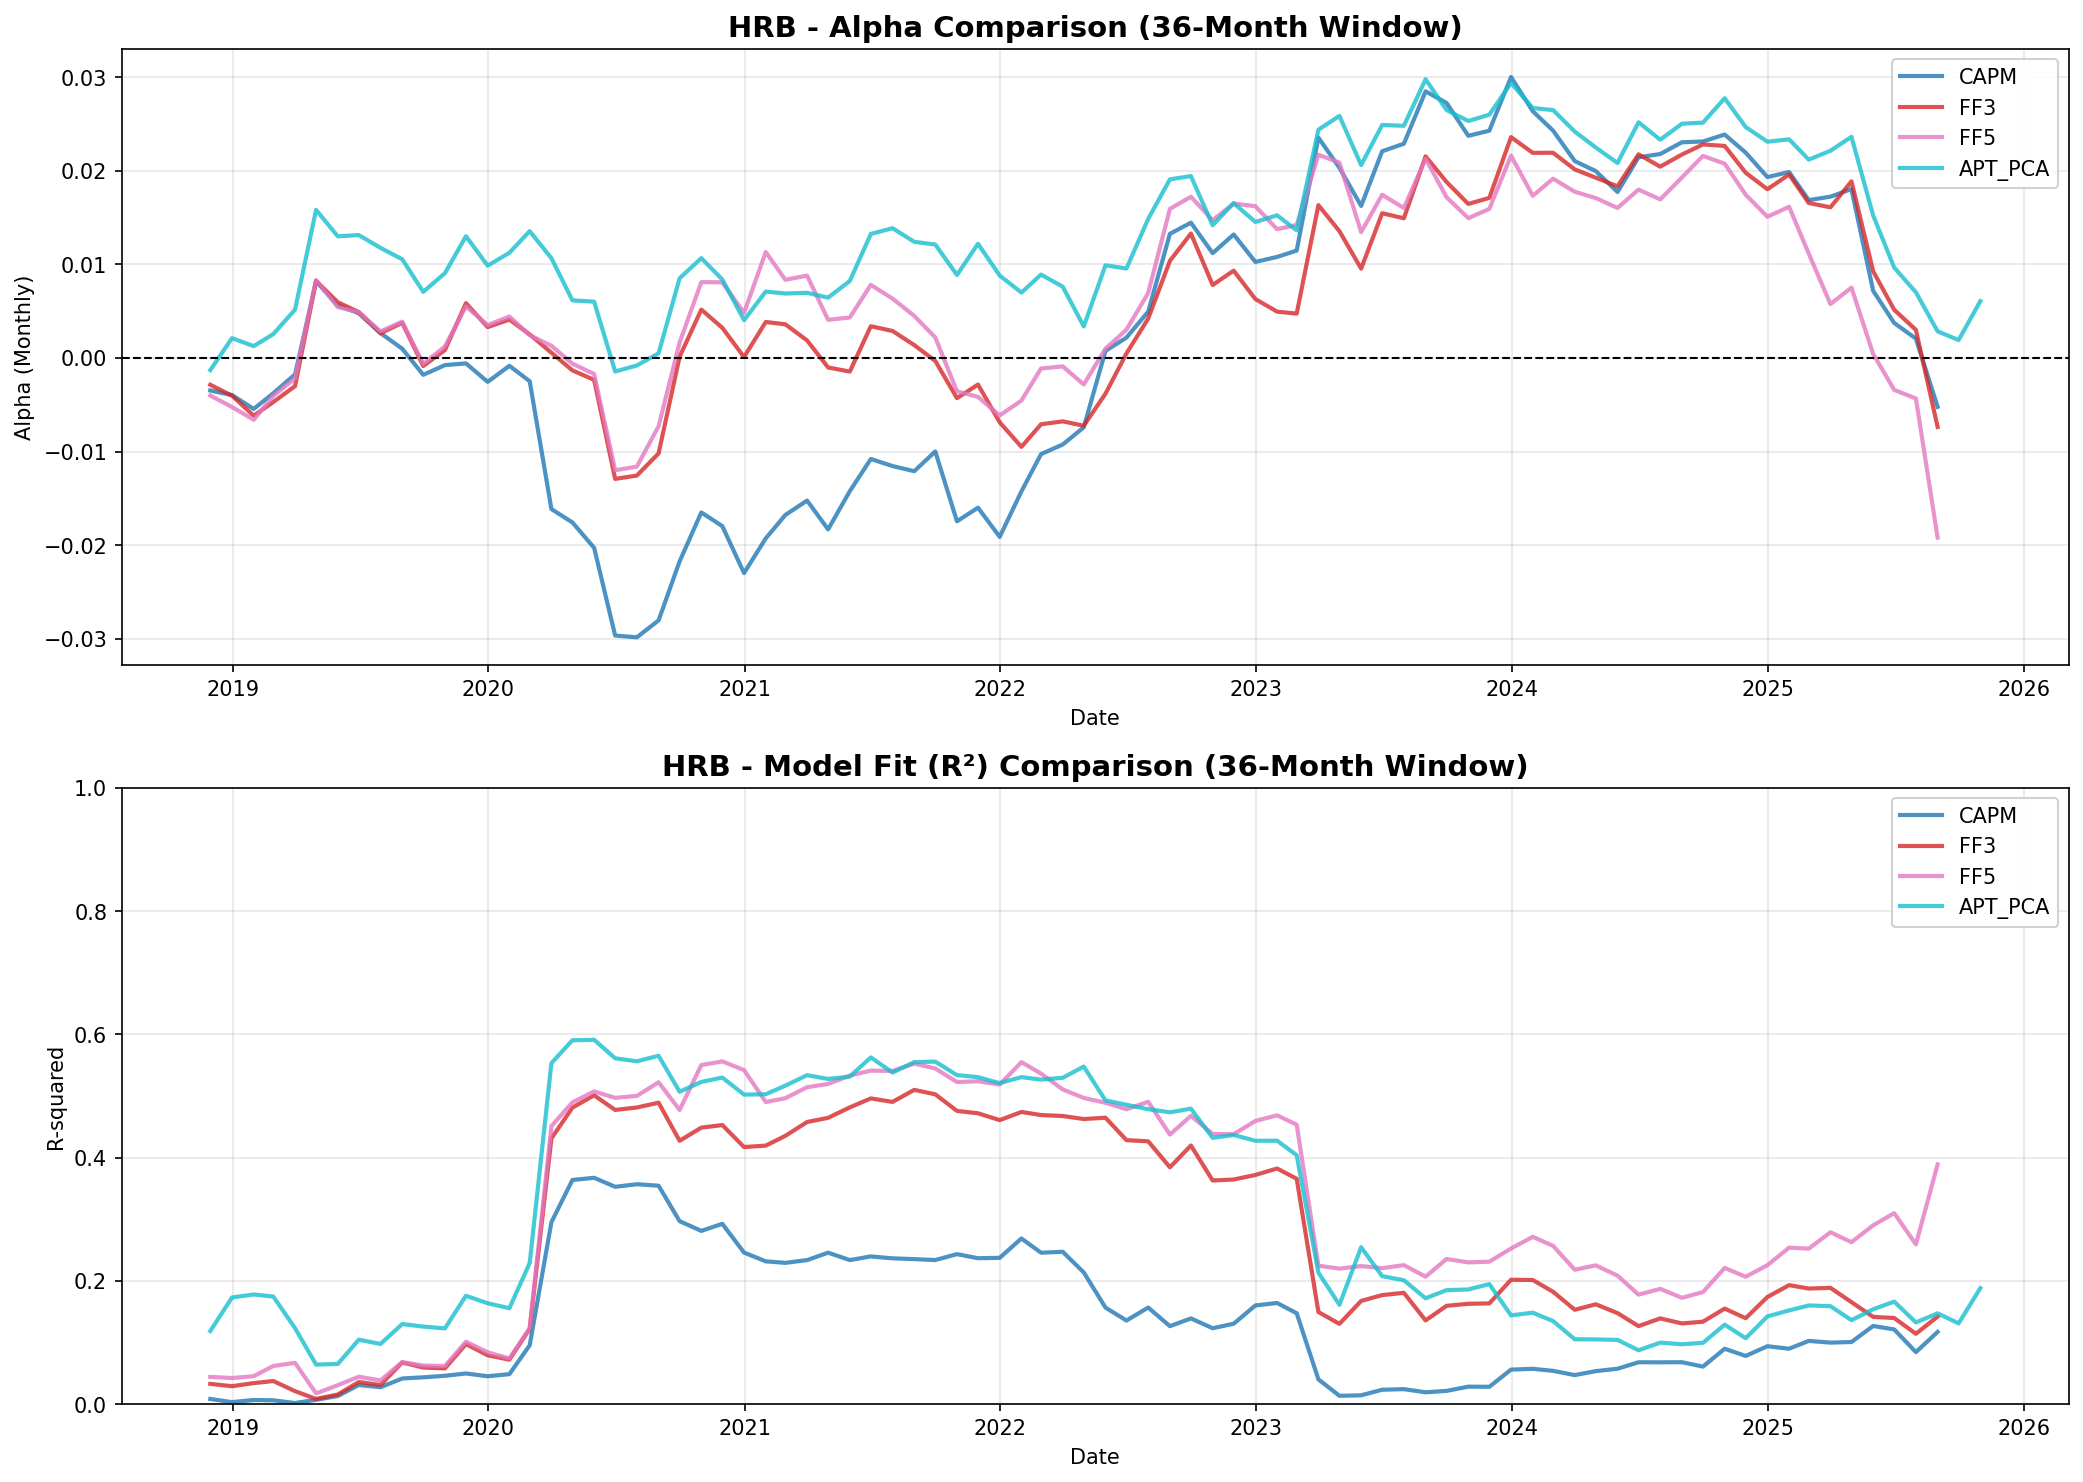 HRB - Alpha Comparison (36-Month Window)
0.03
0.02
0.01
0.00
−0.01
−0.02
−0.03
Alpha (Monthly)
CAPM
FF3
FF5
APT_PCA
2019 2020 2021 2022 2023 2024 2025 2026
Date
HRB - Model Fit (R²) Comparison (36-Month Window)
1.0
0.8
0.6
0.4
0.2
0.0
R-squared
CAPM
FF3
FF5
APT_PCA
2019 2020 2021 2022 2023 2024 2025 2026
Date